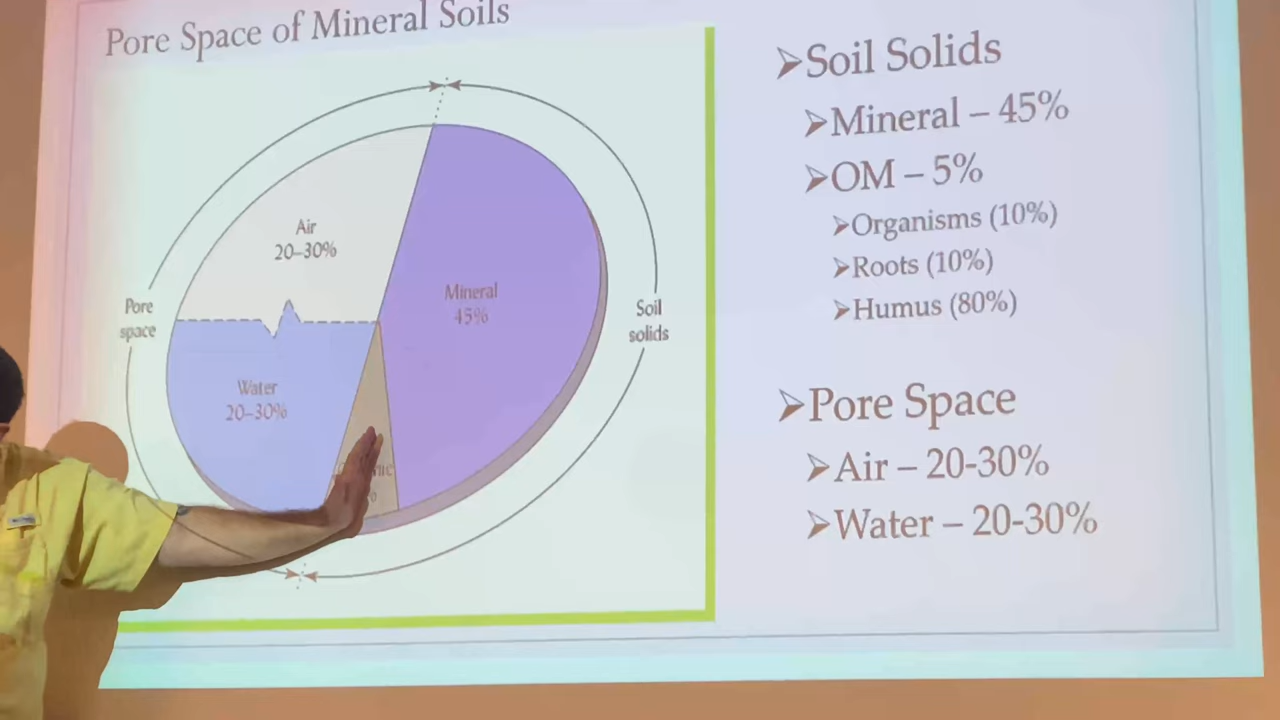 Pore Space of Mineral Soils
Air
20–30%
Mineral
45%
Pore
space
Soil
solids
Water
20–30%
➢Soil Solids
➢Mineral – 45%
➢OM – 5%
➢Organisms (10%)
➢Roots (10%)
➢Humus (80%)
➢Pore Space
➢Air – 20-30%
➢Water – 20-30%